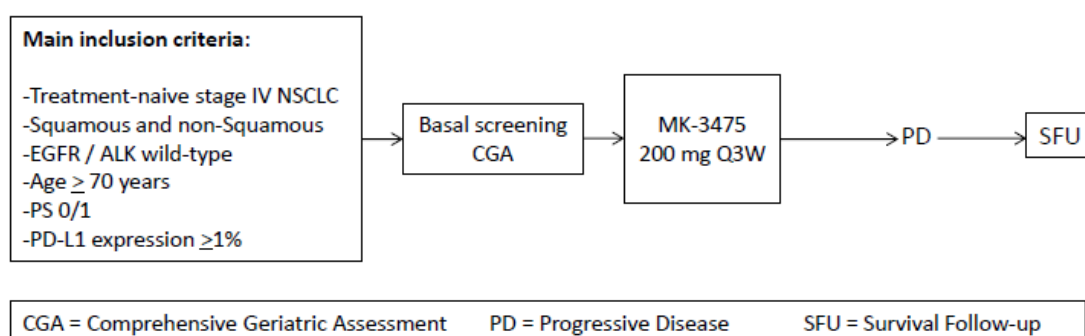 Main inclusion criteria:
-Treatment-naive stage IV NSCLC
-Squamous and non-Squamous
-EGFR / ALK wild-type
-Age ≥ 70 years
-PS 0/1
-PD-L1 expression ≥1%
Basal screening
CGA
MK-3475
200 mg Q3W
PD
SFU
CGA = Comprehensive Geriatric Assessment PD = Progressive Disease SFU = Survival Follow-up